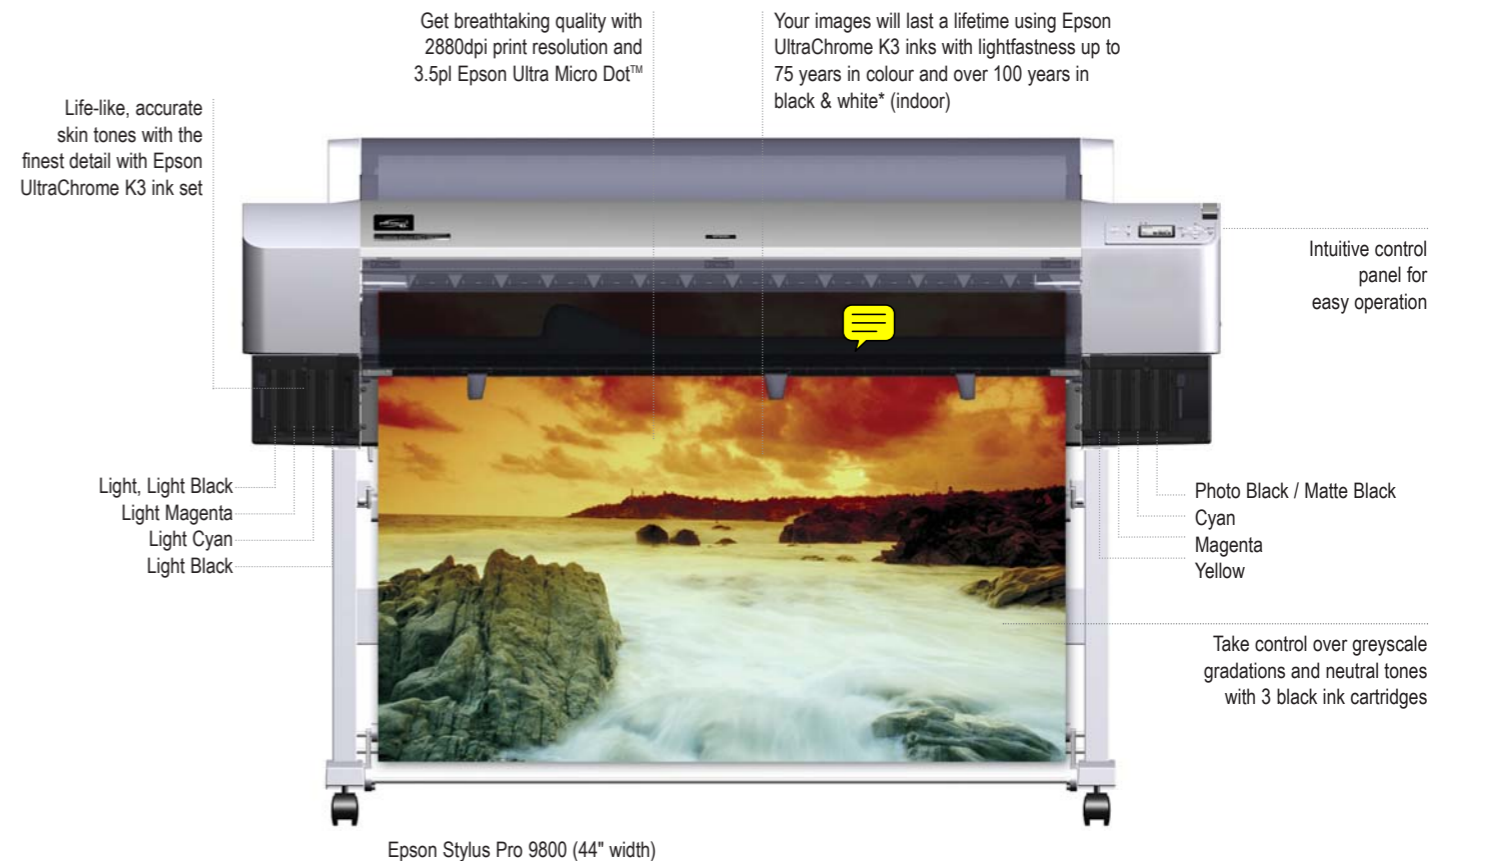 Get breathtaking quality with
2880dpi print resolution and
3.5pl Epson Ultra Micro Dot™
Your images will last a lifetime using Epson
UltraChrome K3 inks with lightfastness up to
75 years in colour and over 100 years in
black & white* (indoor)
Life-like, accurate
skin tones with the
finest detail with Epson
UltraChrome K3 ink set
Intuitive control
panel for
easy operation
Light, Light Black
Light Magenta
Light Cyan
Light Black
Photo Black / Matte Black
Cyan
Magenta
Yellow
Take control over greyscale
gradations and neutral tones
with 3 black ink cartridges
Epson Stylus Pro 9800 (44" width)